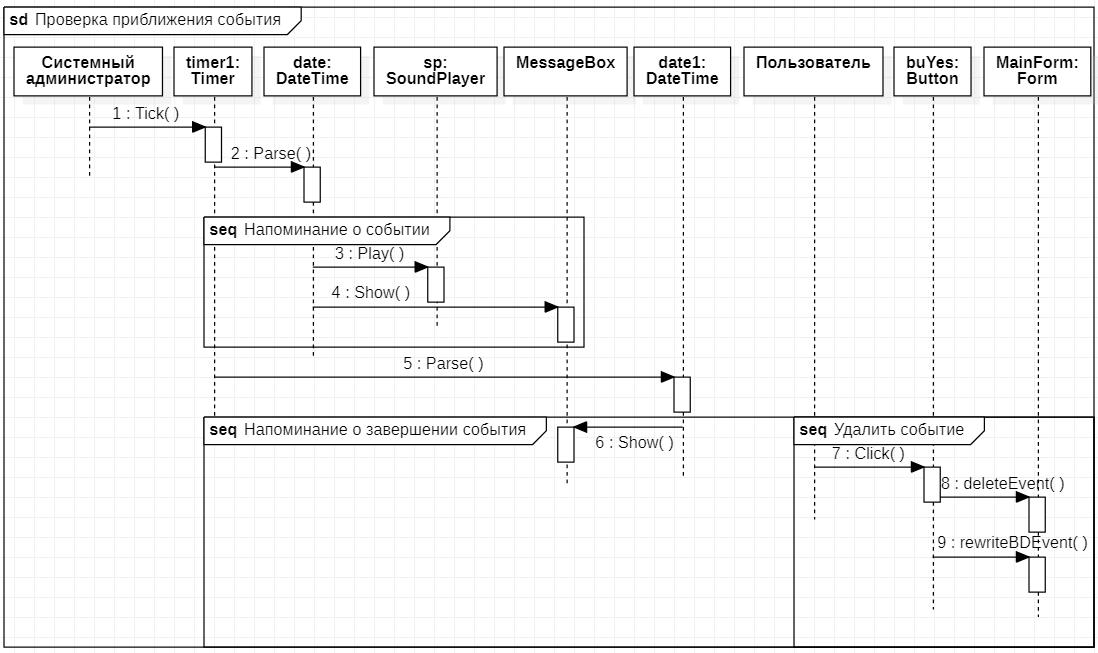 sd Проверка приближения события
Системный
администратор
timer1:
Timer
date:
DateTime
sp:
SoundPlayer
MessageBox
date1:
DateTime
Пользователь
buYes:
Button
MainForm:
Form
1 : Tick( )
2 : Parse( )
seq Напоминание о событии
3 : Play( )
4 : Show( )
5 : Parse( )
seq Напоминание о завершении события
seq Удалить событие
6 : Show( )
7 : Click( )
8 : deleteEvent( )
9 : rewriteBDEvent( )